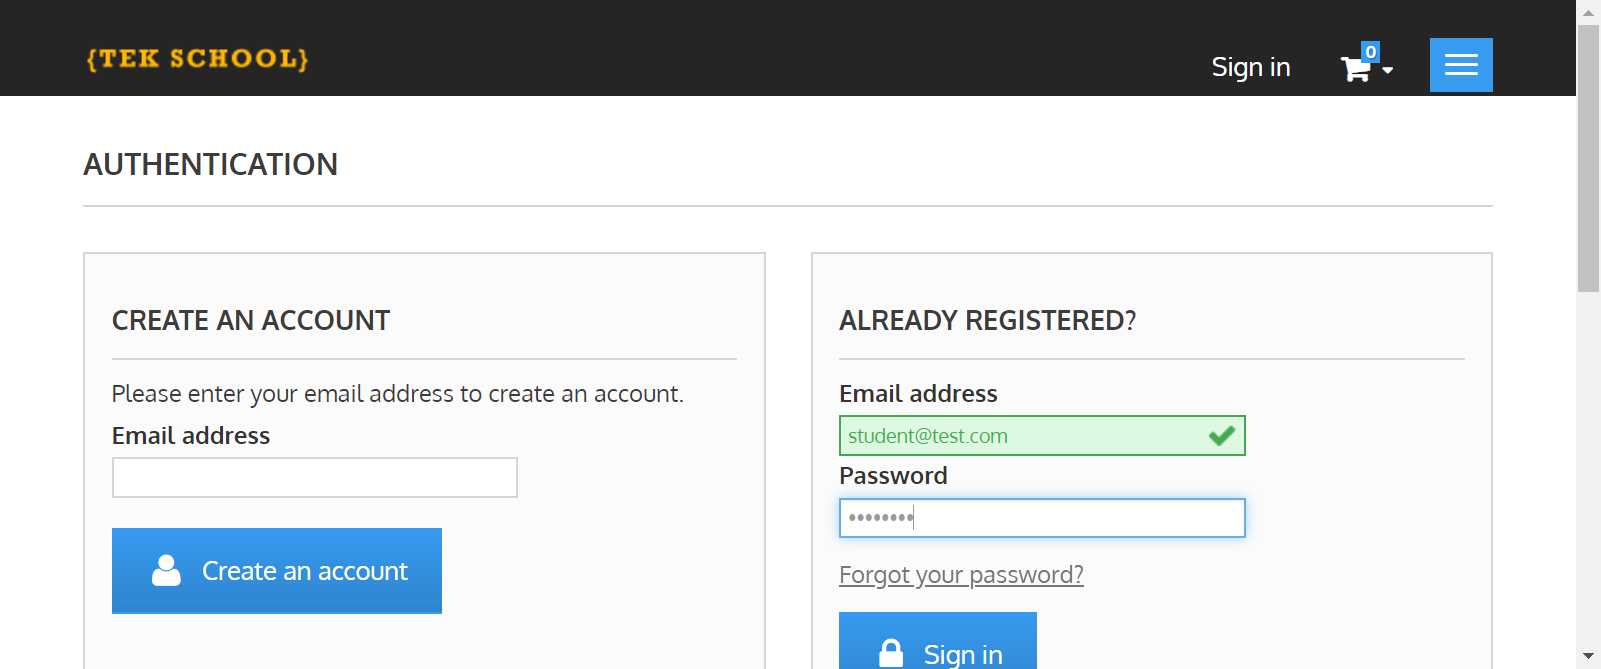 {TEK SCHOOL}
Sign in
0
AUTHENTICATION
CREATE AN ACCOUNT
Please enter your email address to create an account.
Email address
Create an account
ALREADY REGISTERED?
Email address
student@test.com
Password
••••••••
Forgot your password?
Sign in